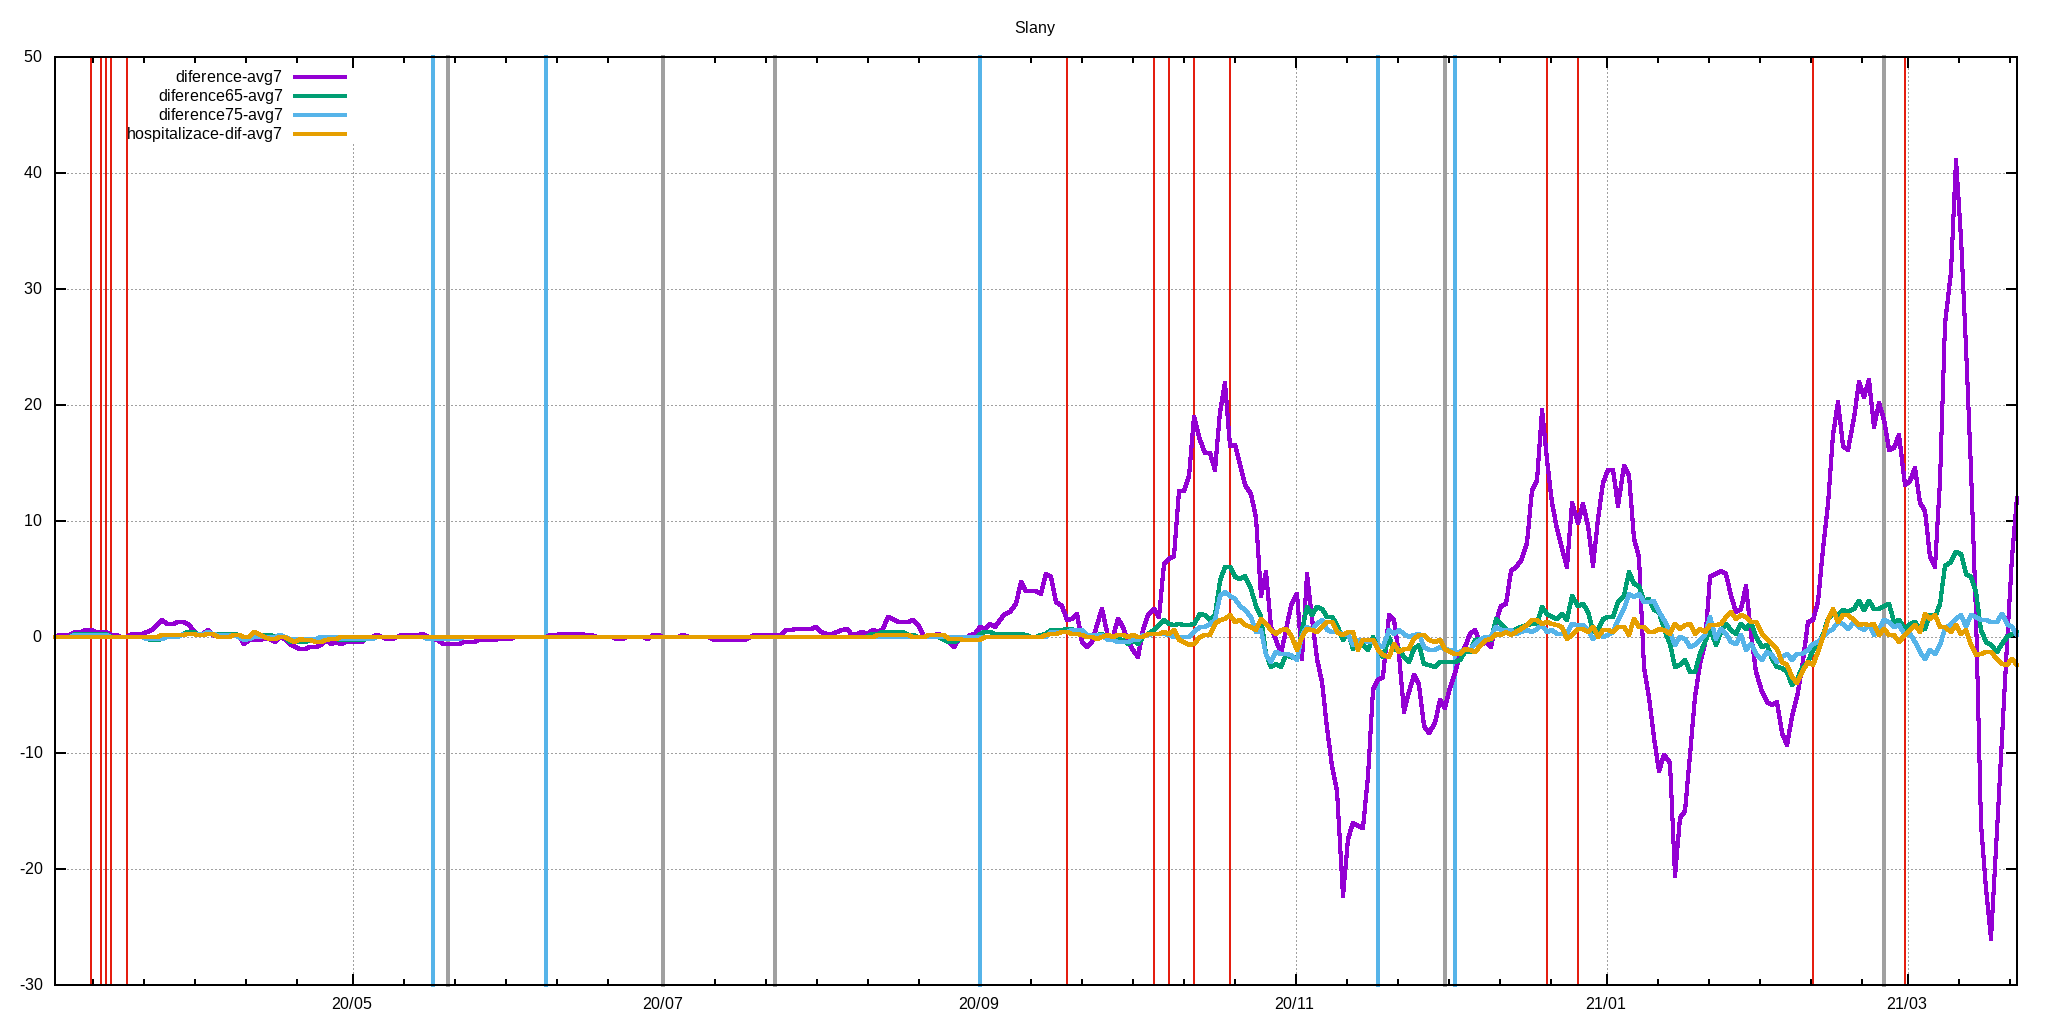 Slany
50
diference-avg7
diference65-avg7
diference75-avg7
hospitalizace-dif-avg7
40
30
20
10
0
-10
-20
-30
20/05 20/07 20/09 20/11 21/01 21/03